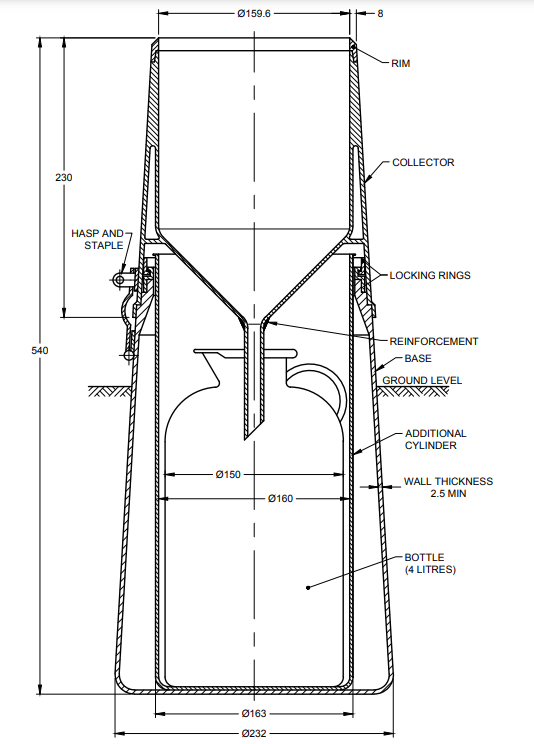 Ø159.6
8
RIM
COLLECTOR
230
HASP AND
STAPLE
LOCKING RINGS
REINFORCEMENT
540
BASE
GROUND LEVEL
ADDITIONAL
CYLINDER
Ø150
WALL THICKNESS
2.5 MIN
Ø160
BOTTLE
(4 LITRES)
Ø163
Ø232